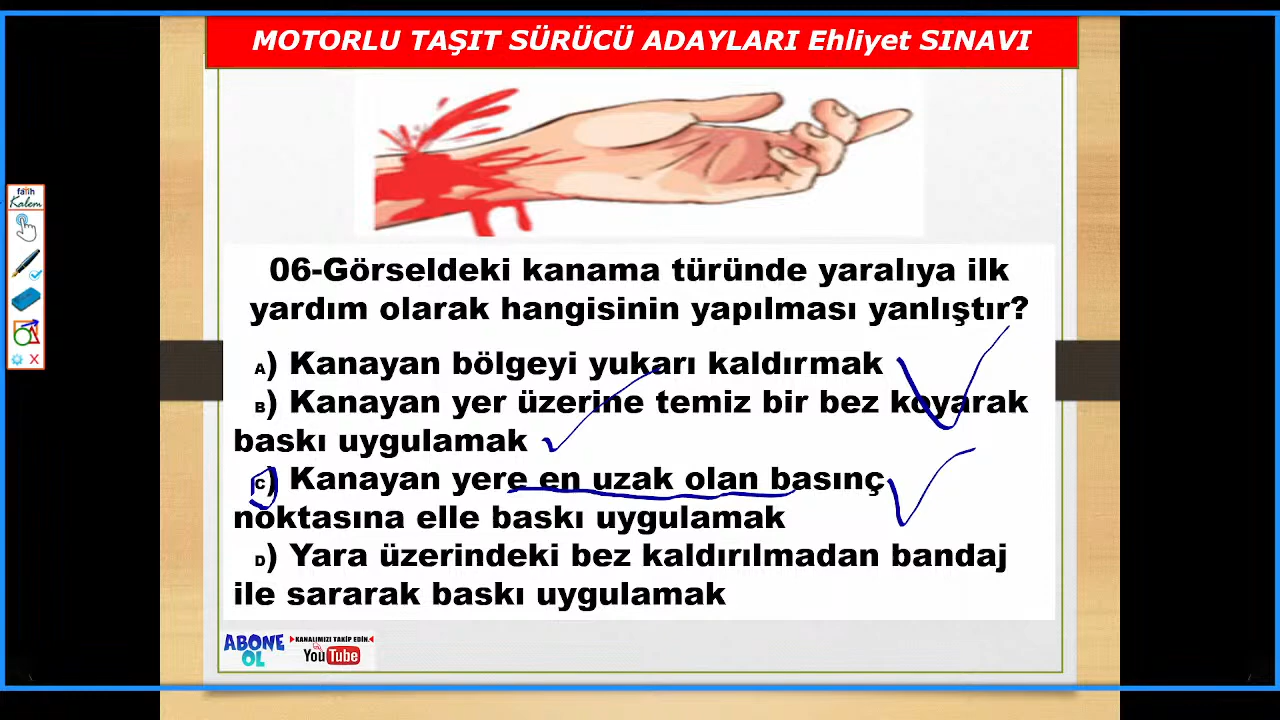 MOTORLU TAŞIT SÜRÜCÜ ADAYLARI Ehliyet SINAVI
fatih
Kalem
06-Görseldeki kanama türünde yaralıya ilk
yardım olarak hangisinin yapılması yanlıştır?
A) Kanayan bölgeyi yukarı kaldırmak
B) Kanayan yer üzerine temiz bir bez koyarak
baskı uygulamak
C) Kanayan yere en uzak olan basınç
noktasına elle baskı uygulamak
D) Yara üzerindeki bez kaldırılmadan bandaj
ile sararak baskı uygulamak
ABONE
OL
KANALIMIZI TAKİP EDİN.
YouTube